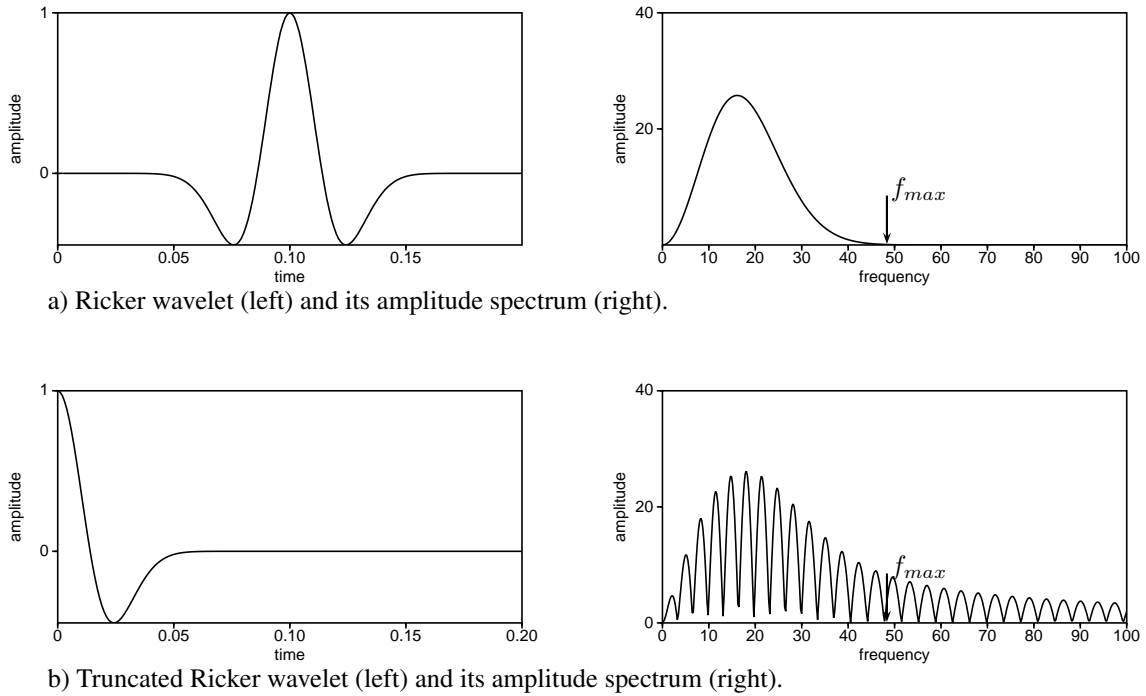 1
0
amplitude
0
0.05
0.10
0.15
time
40
20
amplitude
f_max
0
0 10 20 30 40 50 60 70 80 90 100
frequency
a) Ricker wavelet (left) and its amplitude spectrum (right).
1
0
amplitude
0 0.05 0.10 0.15 0.20
time
40
20
0
amplitude
f_max
0 10 20 30 40 50 60 70 80 90 100
frequency
b) Truncated Ricker wavelet (left) and its amplitude spectrum (right).